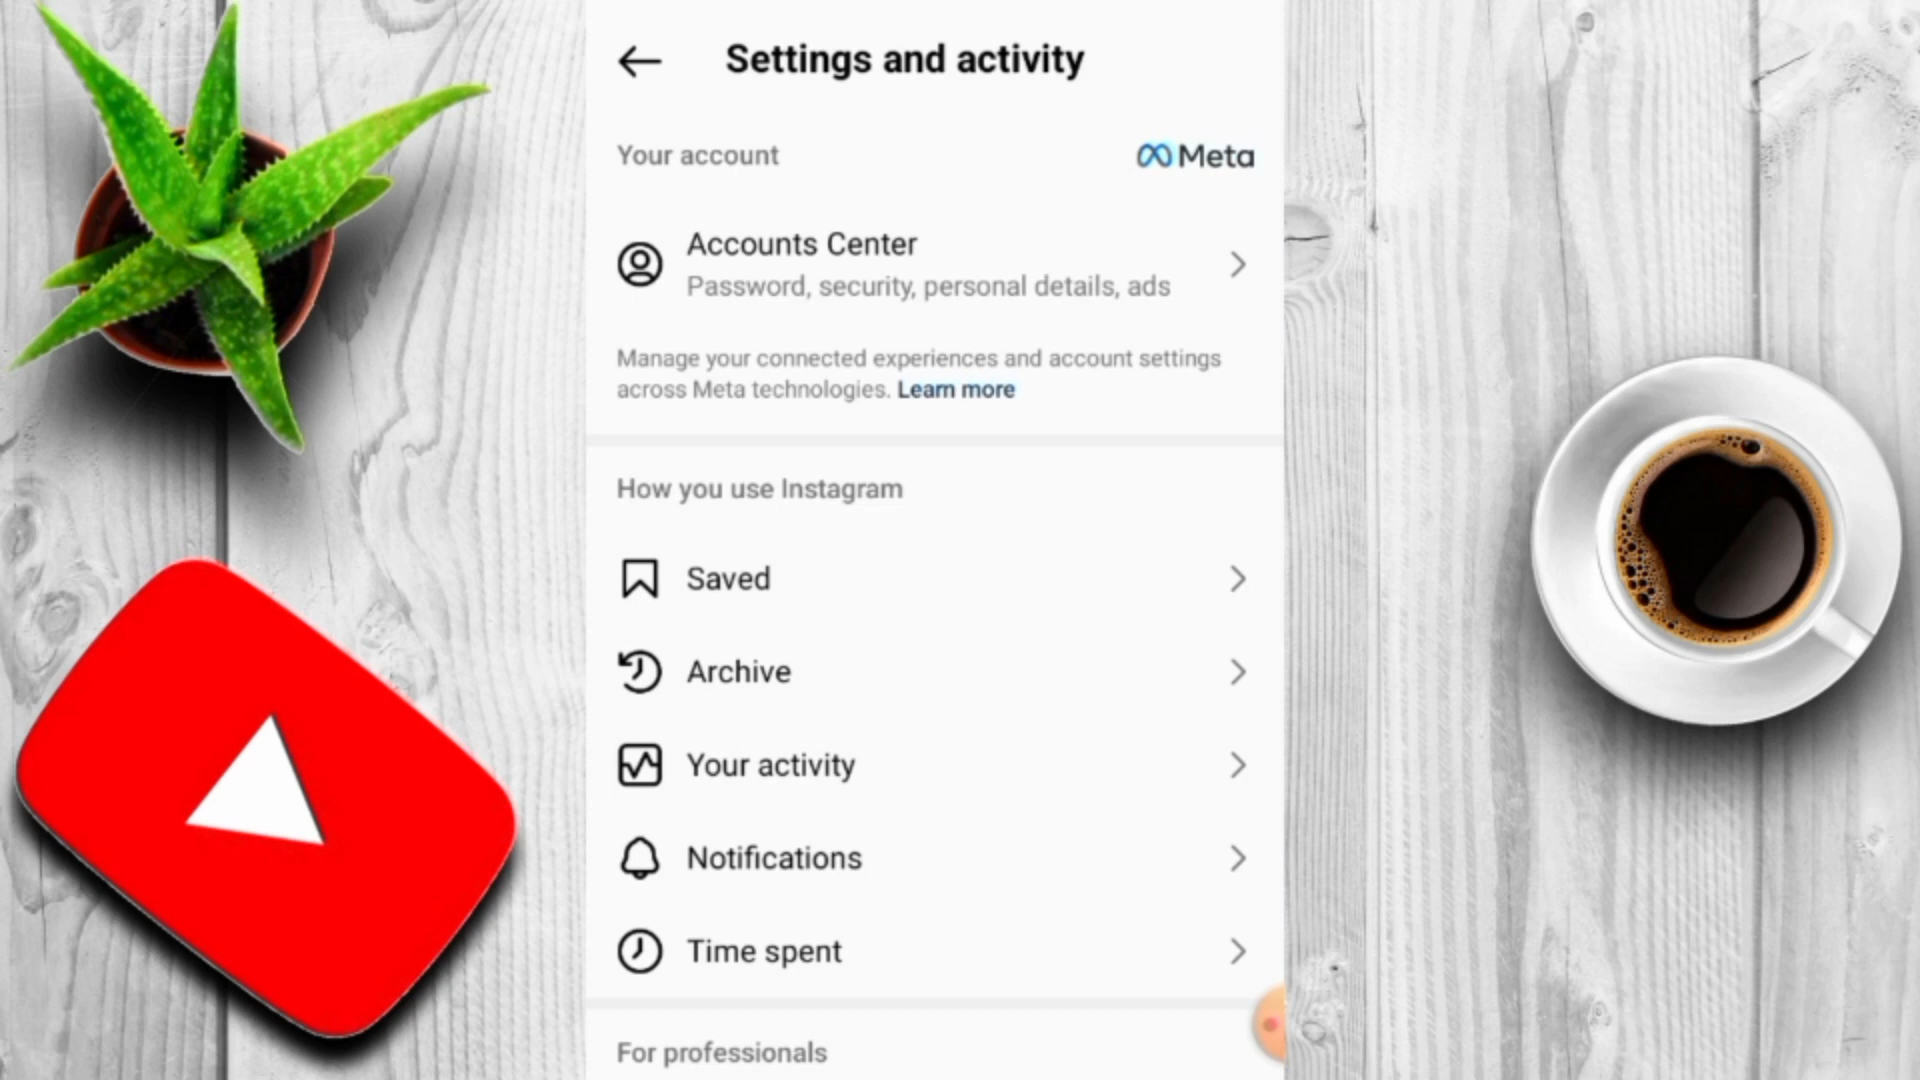 Settings and activity
Your account
Meta
Accounts Center
Password, security, personal details, ads
Manage your connected experiences and account settings
across Meta technologies. Learn more
How you use Instagram
Saved
Archive
Your activity
Notifications
Time spent
For professionals